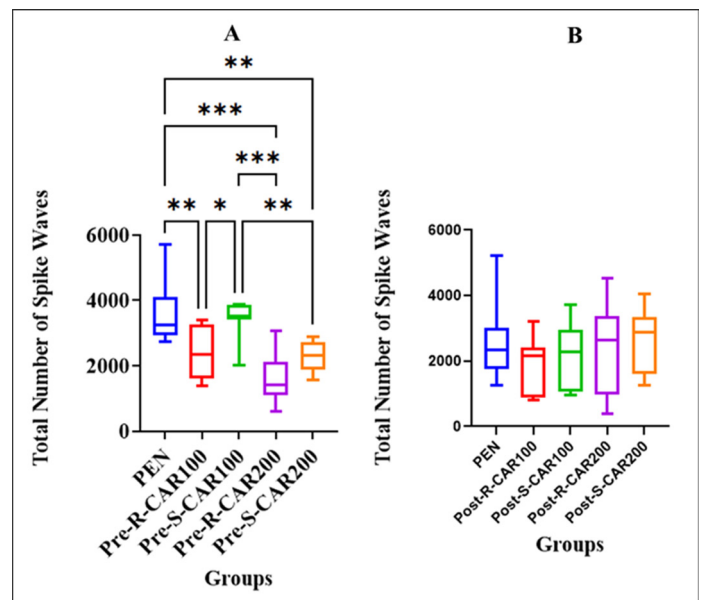 A
B
**
***
***
** * **
Total Number of Spike Waves
6000
4000
2000
0
PEN
Pre-R-CAR100
Pre-S-CAR100
Pre-R-CAR200
Pre-S-CAR200
Groups
Total Number of Spike Waves
6000
4000
2000
0
PEN
Post-R-CAR100
Post-S-CAR100
Post-R-CAR200
Post-S-CAR200
Groups